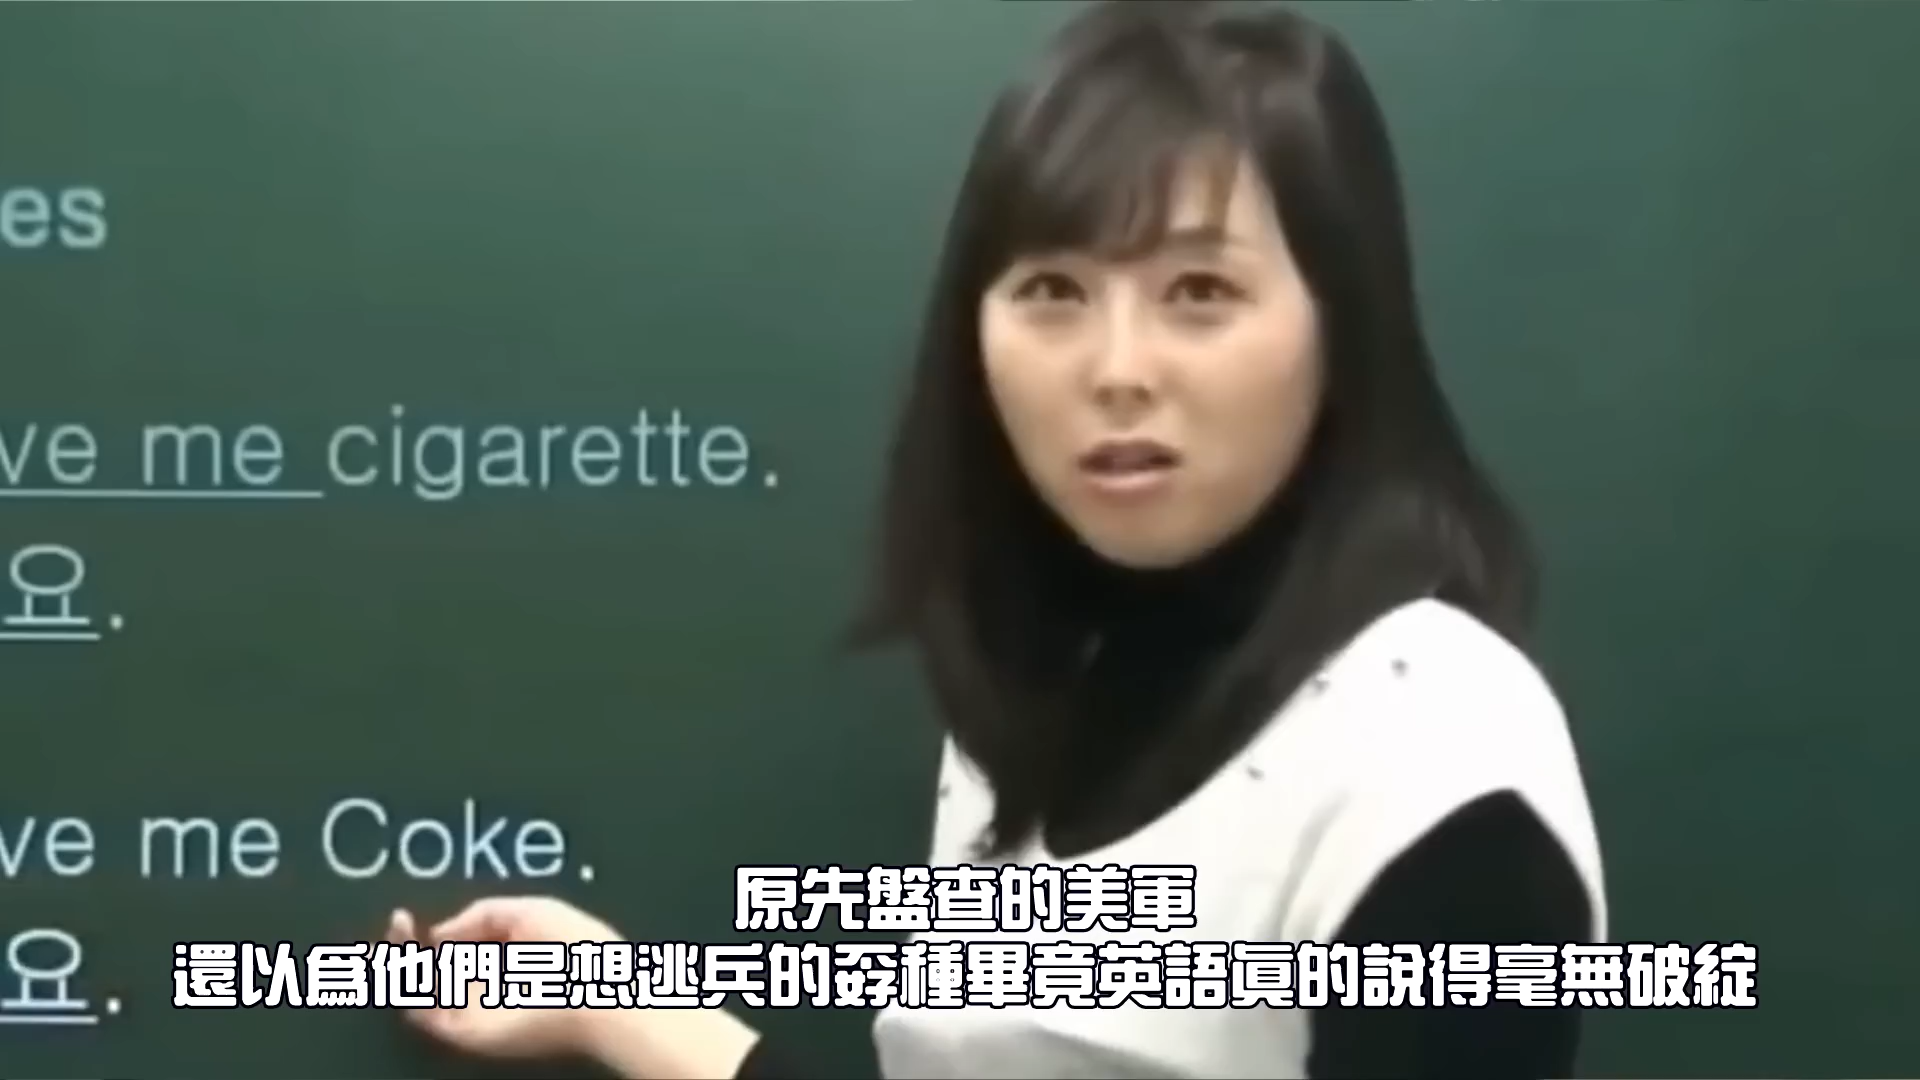 es
ve me cigarette.
요.
ve me Coke.
요.
原先盤查的美軍
還以為他們是想逃兵的孬種畢竟英語真的說得毫無破綻